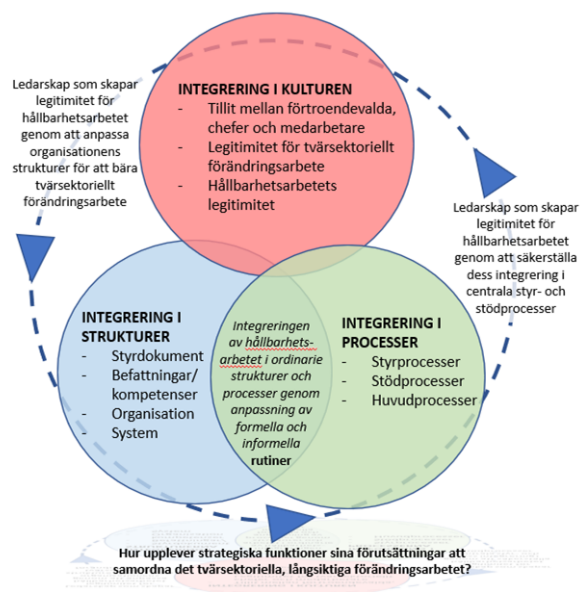 INTEGRERING I KULTUREN
- Tillit mellan förtroendevalda,
chefer och medarbetare
- Legitimitet för tvärsektoriellt
förändringsarbete
- Hållbarhetsarbetets
legitimitet
Ledarskap som skapar
legitimitet för
hållbarhetsarbetet
genom att anpassa
organisationens
strukturer för att bära
tvärsektoriellt
förändringsarbete
Ledarskap som skapar
legitimitet för
hållbarhetsarbetet
genom att säkerställa
dess integrering i
centrala styr- och
stödprocesser
INTEGRERING I
STRUKTURER
- Styrdokument
- Befattningar/
kompetenser
- Organisation
- System
Integreringen
av hållbarhets-
arbetet i ordinarie
strukturer och
processer genom
anpassning av
formella och
informella
rutiner
INTEGRERING I
PROCESSER
- Styrprocesser
- Stödprocesser
- Huvudprocesser
Hur upplever strategiska funktioner sina förutsättningar att
samordna det tvärsektoriella, långsiktiga förändringsarbetet?